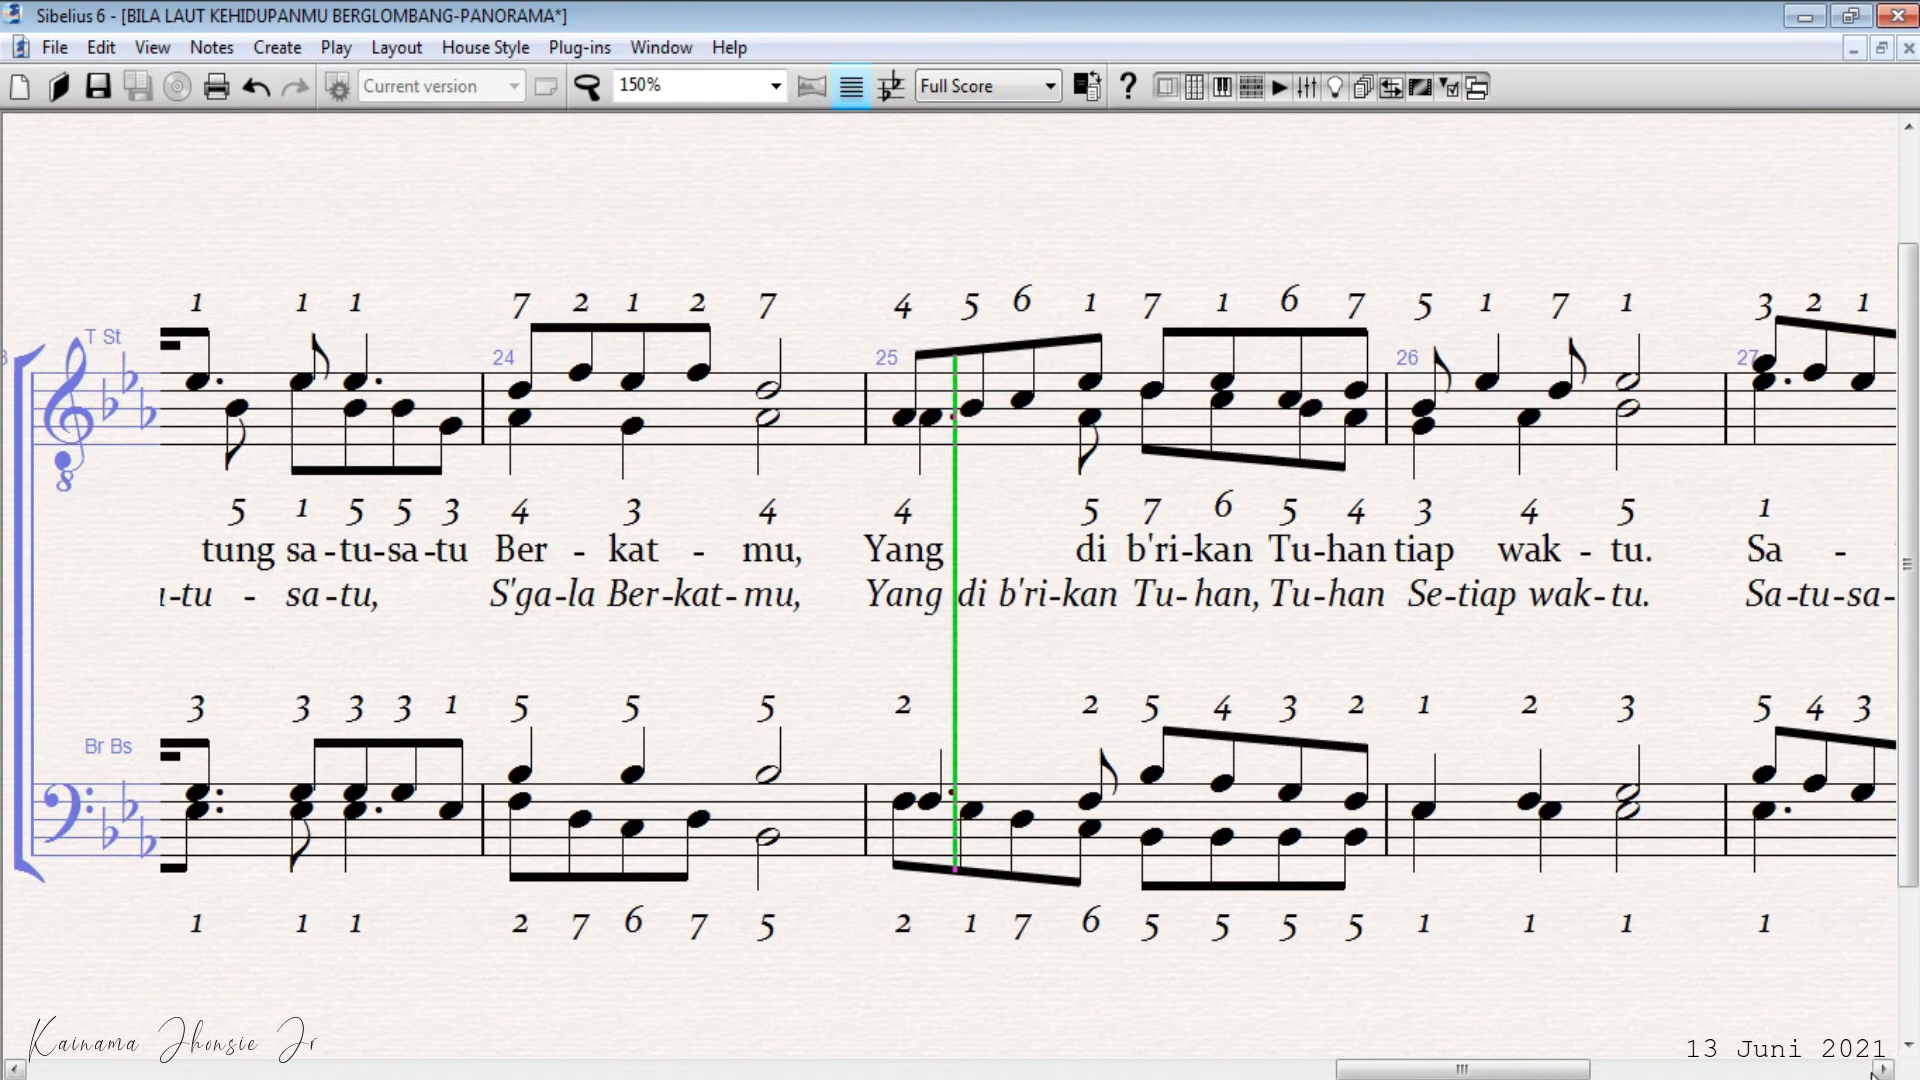 Sibelius 6 - [BILA LAUT KEHIDUPANMU BERGLOMBANG-PANORAMA*]
File Edit View Notes Create Play Layout House Style Plug-ins Window Help
Current version 150% Full Score ?
1 1 1 7 2 1 2 7 4 5 6 1 7 1 6 7 5 1 7 1 3 2 1
T St 24 25 26 27
8
5 1 5 5 3 4 3 4 4 5 7 6 5 4 3 4 5 1
tung sa-tu-sa-tu Ber - kat - mu, Yang di b'ri-kan Tu-han tiap wak - tu. Sa -
-tu - sa-tu, S'ga-la Ber-kat-mu, Yang di b'ri-kan Tu-han, Tu-han Se-tiap wak-tu. Sa-tu-sa-
3 3 3 3 1 5 5 5 2 2 5 4 3 2 1 2 3 5 4 3
Br Bs
1 1 1 2 7 6 7 5 2 1 7 6 5 5 5 5 1 1 1 1
Kainama Jhonsie Jr
13 Juni 2021